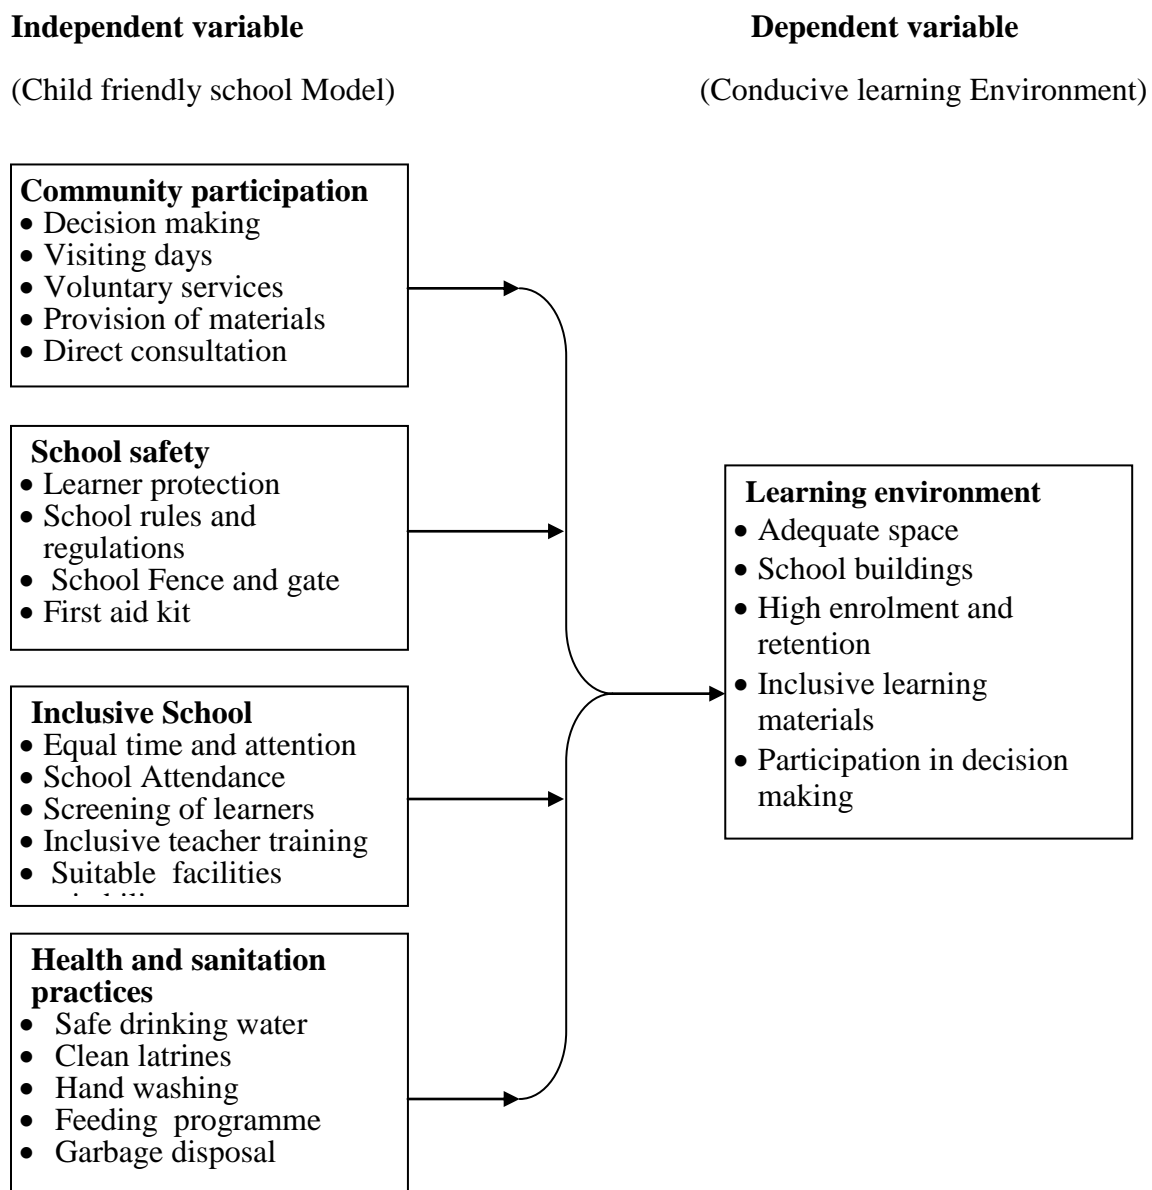 Independent variable
Dependent variable
(Child friendly school Model)
(Conducive learning Environment)
Community participation
• Decision making
• Visiting days
• Voluntary services
• Provision of materials
• Direct consultation
School safety
• Learner protection
• School rules and
regulations
• School Fence and gate
• First aid kit
Inclusive School
• Equal time and attention
• School Attendance
• Screening of learners
• Inclusive teacher training
• Suitable facilities
Health and sanitation
practices
• Safe drinking water
• Clean latrines
• Hand washing
• Feeding programme
• Garbage disposal
Learning environment
• Adequate space
• School buildings
• High enrolment and
retention
• Inclusive learning
materials
• Participation in decision
making